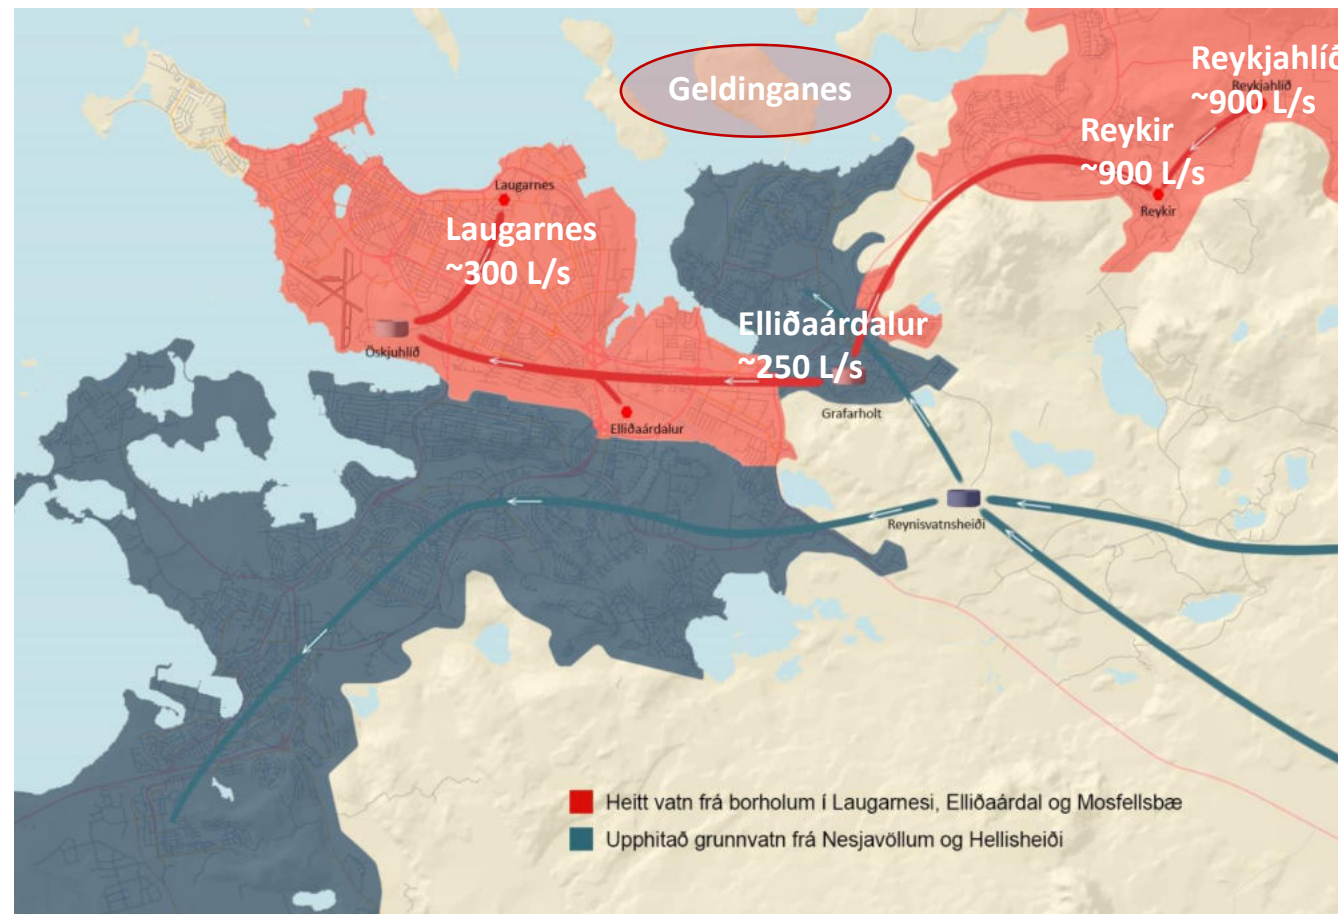 Geldinganes
Reykjahlíð
~900 L/s
Reykjahlíð
Reykir
~900 L/s
Reykir
Laugarnes
Laugarnes
~300 L/s
Öskjuhlíð
Elliðaárdalur
~250 L/s
Grafarholt
Elliðaárdalur
Reynisvatnsheiði
Heitt vatn frá borholum í Laugarnesi, Elliðaárdal og Mosfellsbæ
Upphitað grunnvatn frá Nesjavöllum og Hellisheiði